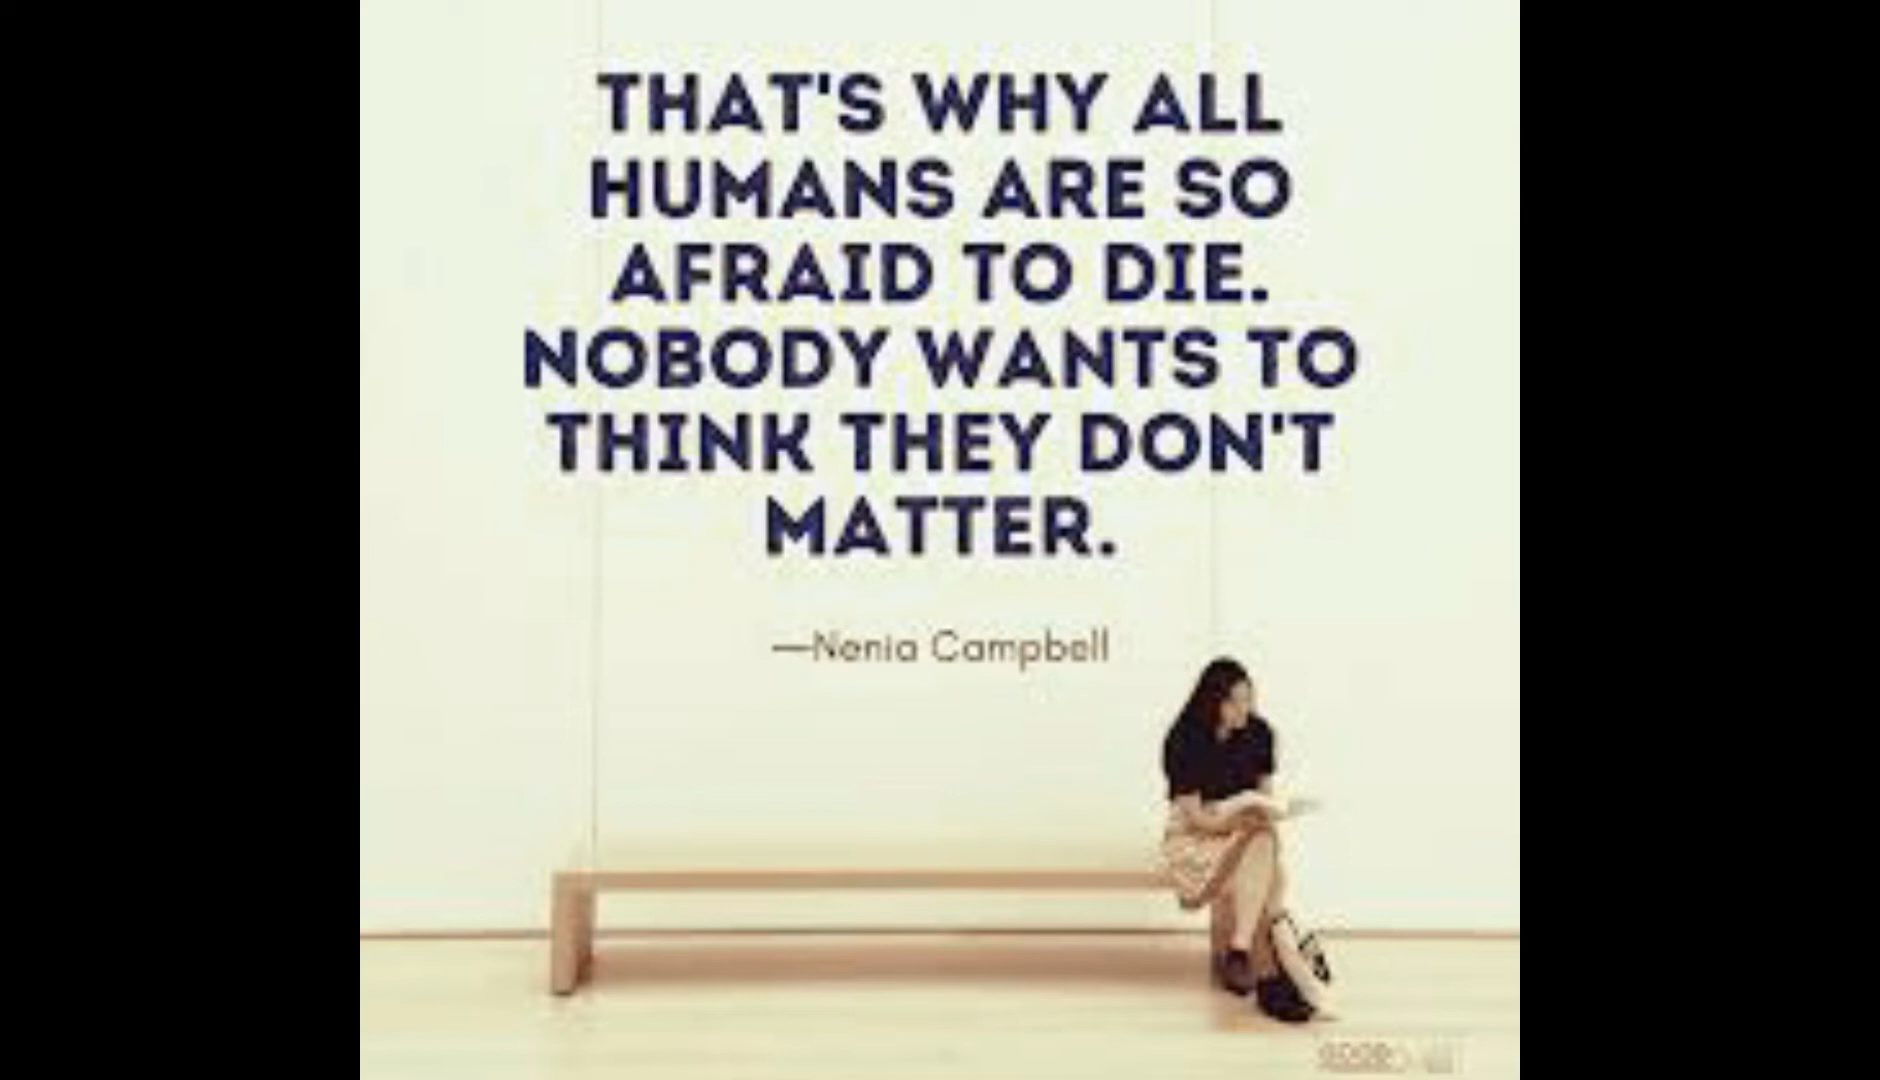 THAT'S WHY ALL
HUMANS ARE SO
AFRAID TO DIE.
NOBODY WANTS TO
THINK THEY DON'T
MATTER.
—Nenia Campbell